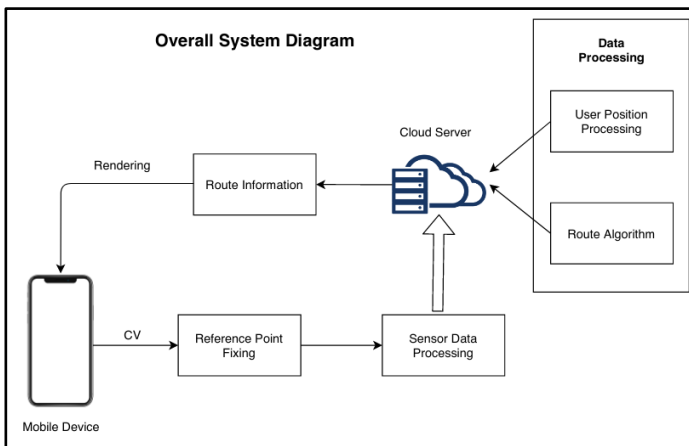 Overall System Diagram
Data
Processing
User Position
Processing
Cloud Server
Rendering
Route Information
Route Algorithm
CV
Reference Point
Fixing
Sensor Data
Processing
Mobile Device